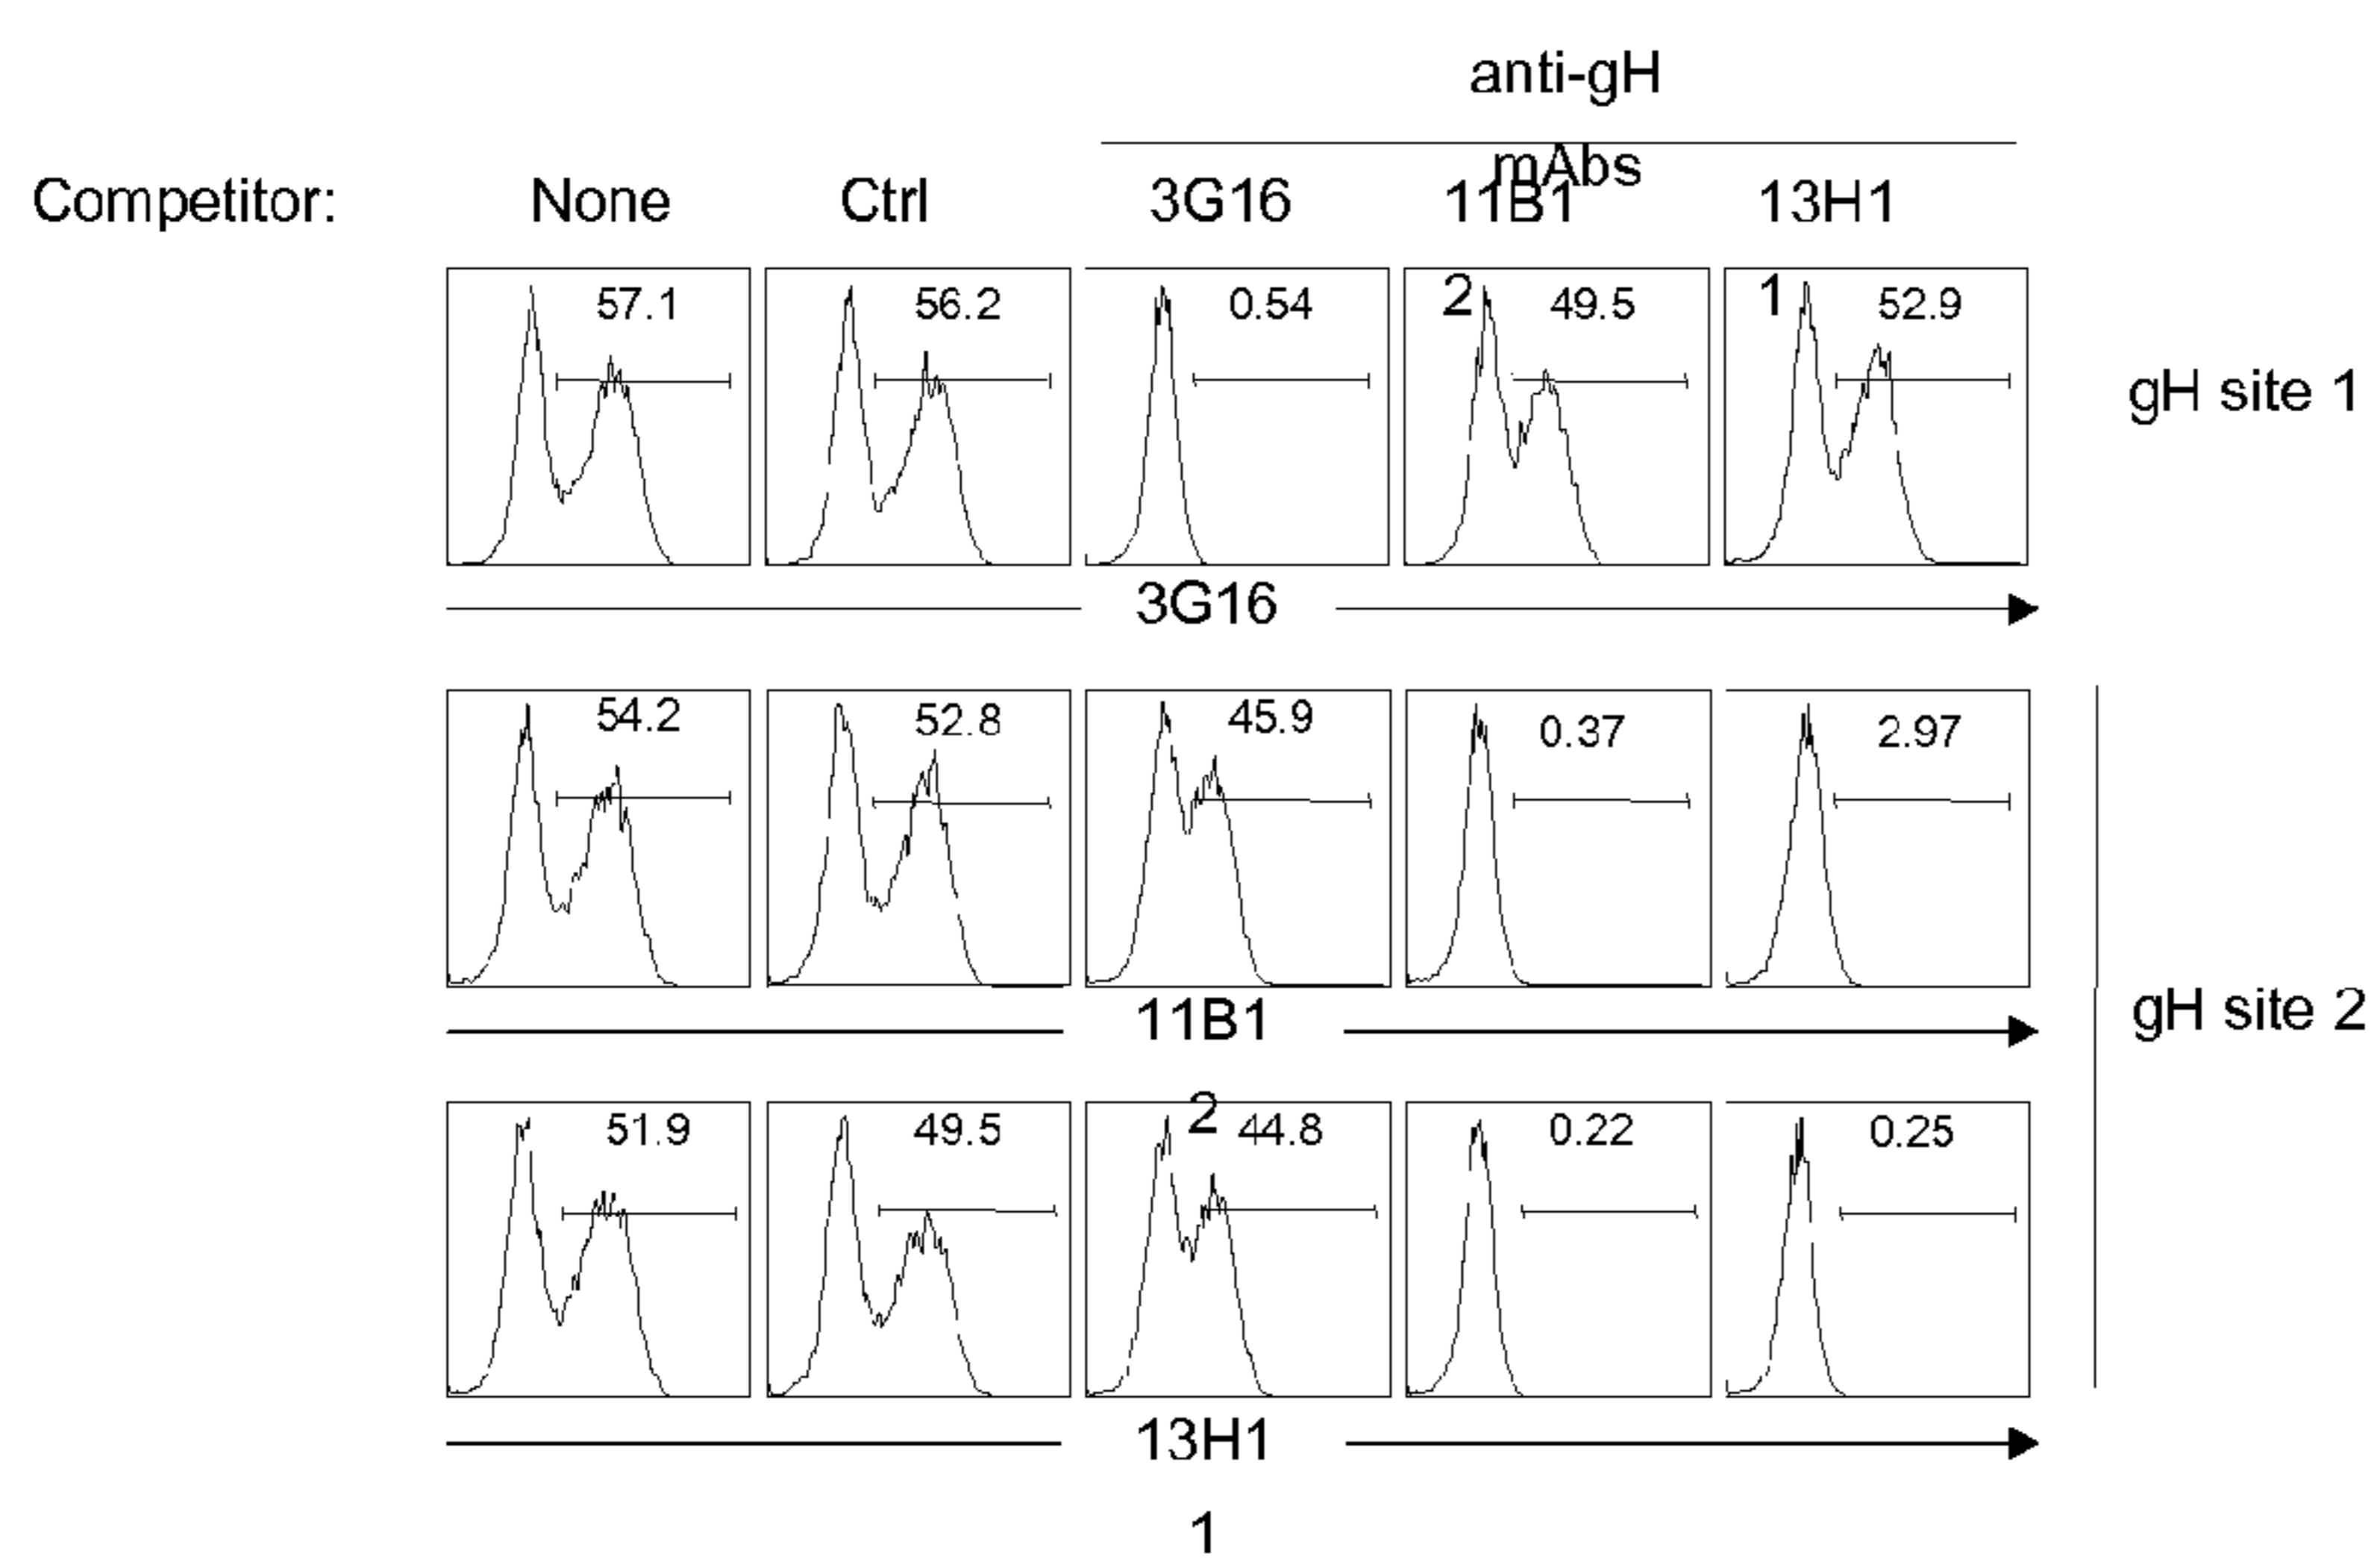 anti-gH
mAbs
Competitor: None Ctrl 3G16 11B1 13H1
2 1
57.1 56.2 0.54 49.5 52.9
gH site 1
3G16
54.2 52.8 45.9 0.37 2.97
11B1
gH site 2
2
51.9 49.5 44.8 0.22 0.25
13H1
1